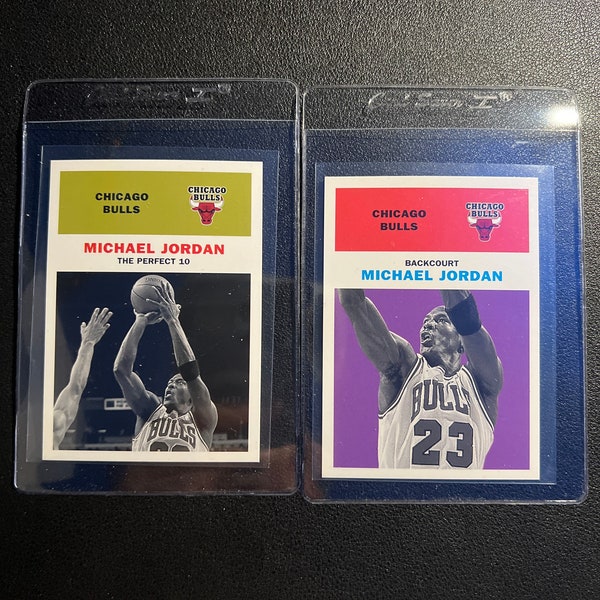 CHICAGO
BULLS
CHICAGO
BULLS
MICHAEL JORDAN
THE PERFECT 10
BULLS
CHICAGO
BULLS
CHICAGO
BULLS
BACKCOURT
MICHAEL JORDAN
BULLS
23